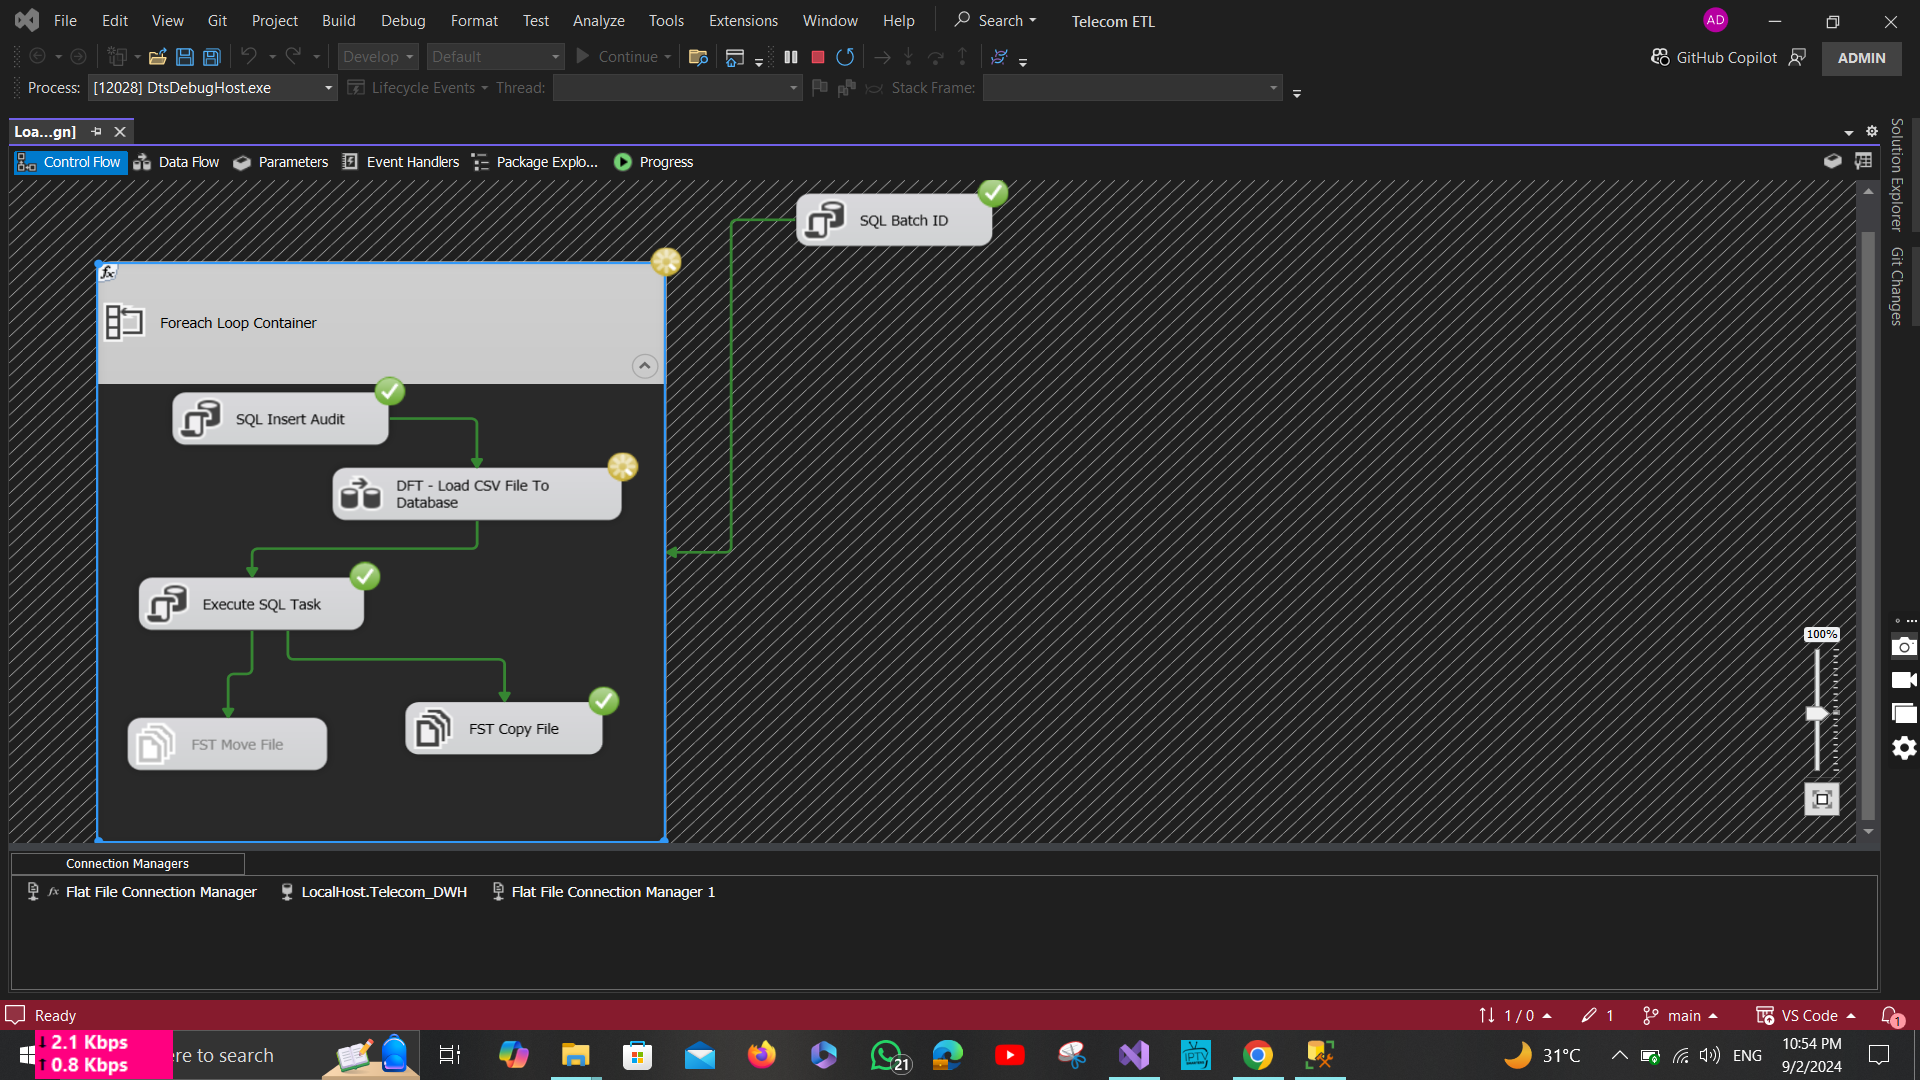 File Edit View Git Project Build Debug Format Test Analyze Tools Extensions Window Help Search Telecom ETL AD
Develop Default Continue GitHub Copilot ADMIN
Process: [12028] DtsDebugHost.exe Lifecycle Events Thread: Stack Frame:
Loa...gn]
Control Flow Data Flow Parameters Event Handlers Package Explo... Progress
Solution Explorer
Git Changes
SQL Batch ID
fx
Foreach Loop Container
SQL Insert Audit
DFT - Load CSV File To
Database
Execute SQL Task
FST Move File
FST Copy File
100%
Connection Managers
fx Flat File Connection Manager LocalHost.Telecom_DWH Flat File Connection Manager 1
Ready 1 / 0 1 main VS Code 1
↓ 2.1 Kbps
↑ 0.8 Kbps
ere to search
IPTV
21
31°C ENG
10:54 PM
9/2/2024